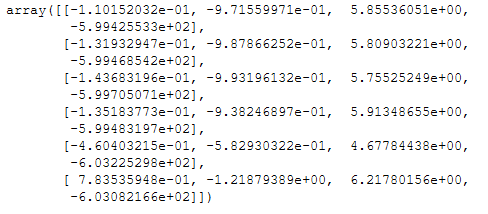 array([[-1.10152032e-01, -9.71559971e-01, 5.85536051e+00,
-5.99425533e+02],
[-1.31932947e-01, -9.87866252e-01, 5.80903221e+00,
-5.99468542e+02],
[-1.43683196e-01, -9.93196132e-01, 5.75525249e+00,
-5.99705071e+02],
[-1.35183773e-01, -9.38246897e-01, 5.91348655e+00,
-5.99483197e+02],
[-4.60403215e-01, -5.82930322e-01, 4.67784438e+00,
-6.03225298e+02],
[ 7.83535948e-01, -1.21879389e+00, 6.21780156e+00,
-6.03082166e+02]])